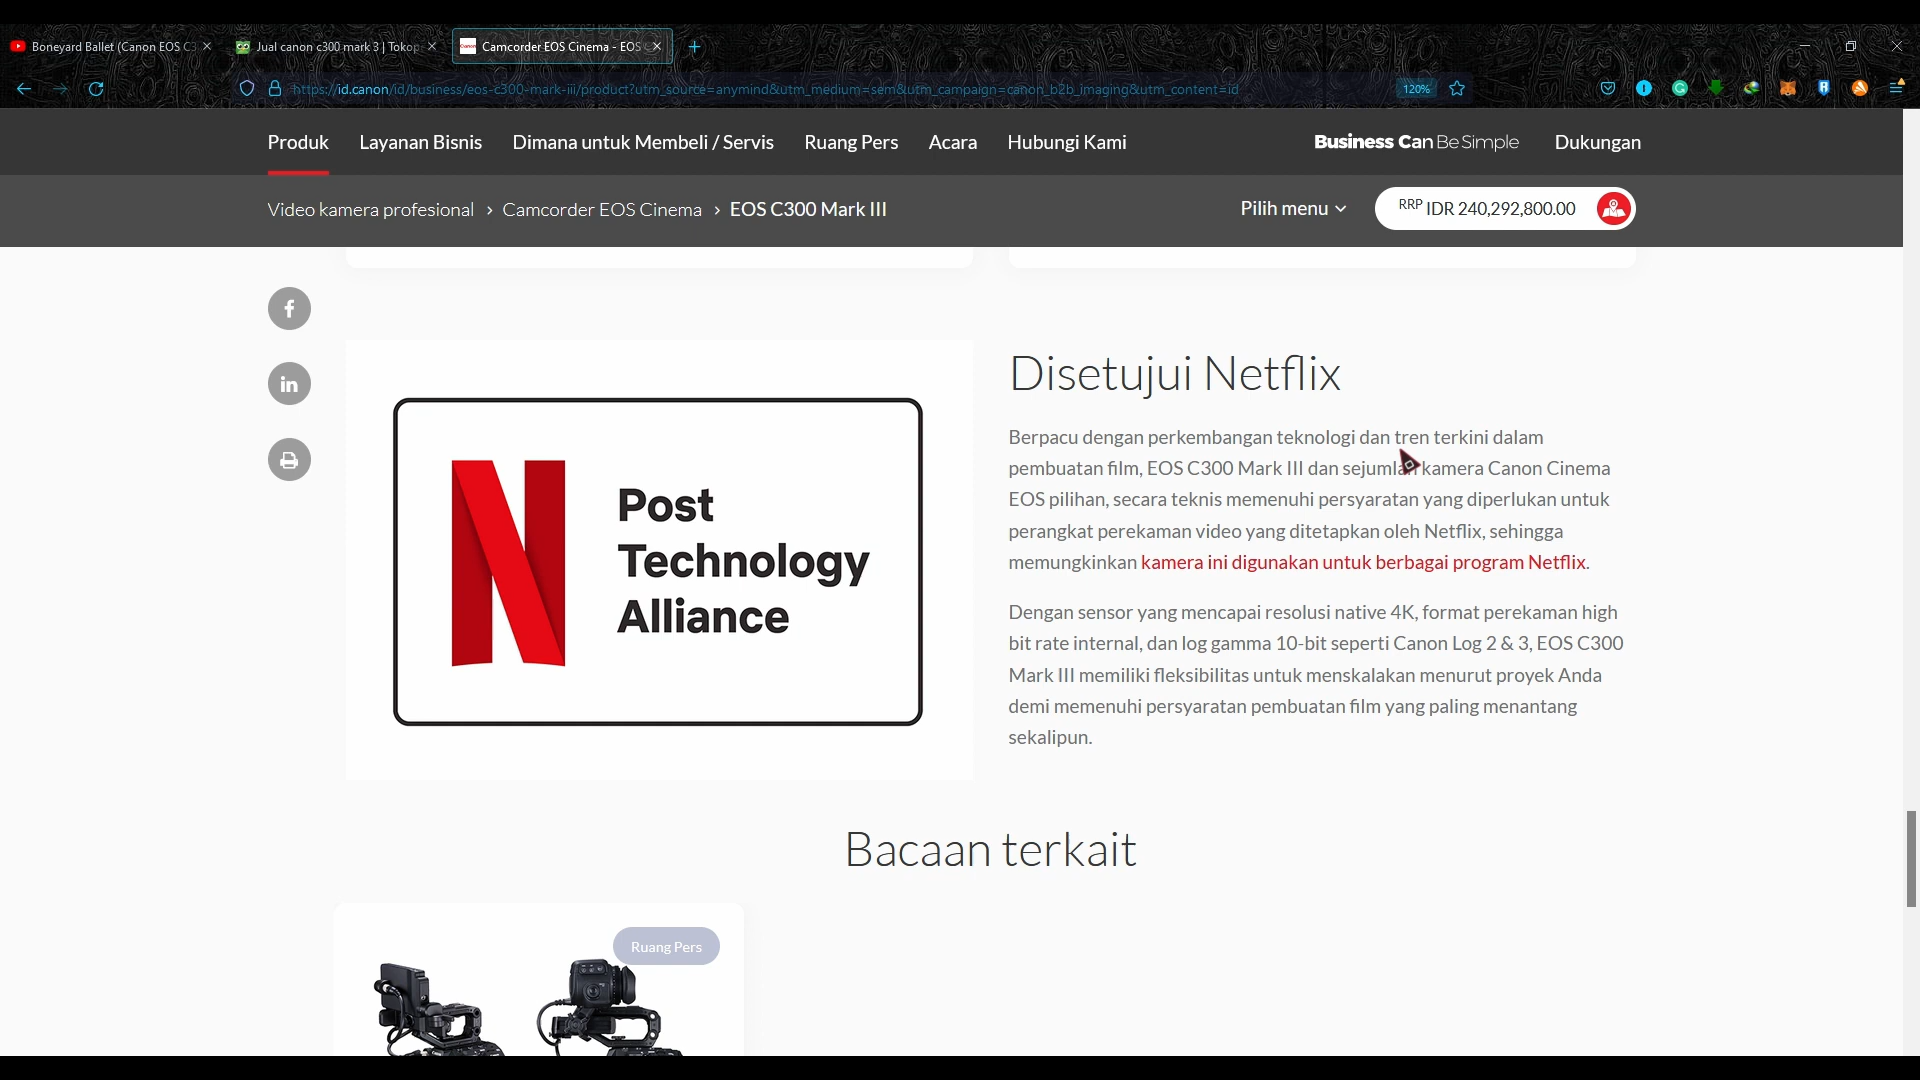 Boneyard Ballet (Canon EOS C3
Jual canon c300 mark 3 | Tokop
Camcorder EOS Cinema - EOS C
https://id.canon/id/business/eos-c300-mark-iii/product?utm_source=anymind&utm_medium=sem&utm_campaign=canon_b2b_imaging&utm_content=id
120%
Produk
Layanan Bisnis
Dimana untuk Membeli / Servis
Ruang Pers
Acara
Hubungi Kami
Business Can Be Simple
Dukungan
Video kamera profesional > Camcorder EOS Cinema > EOS C300 Mark III
Pilih menu
RRP IDR 240,292,800.00
Post
Technology
Alliance
Disetujui Netflix
Berpacu dengan perkembangan teknologi dan tren terkini dalam
pembuatan film, EOS C300 Mark III dan sejumlah kamera Canon Cinema
EOS pilihan, secara teknis memenuhi persyaratan yang diperlukan untuk
perangkat perekaman video yang ditetapkan oleh Netflix, sehingga
memungkinkan kamera ini digunakan untuk berbagai program Netflix.
Dengan sensor yang mencapai resolusi native 4K, format perekaman high
bit rate internal, dan log gamma 10-bit seperti Canon Log 2 & 3, EOS C300
Mark III memiliki fleksibilitas untuk menskalakan menurut proyek Anda
demi memenuhi persyaratan pembuatan film yang paling menantang
sekalipun.
Bacaan terkait
Ruang Pers